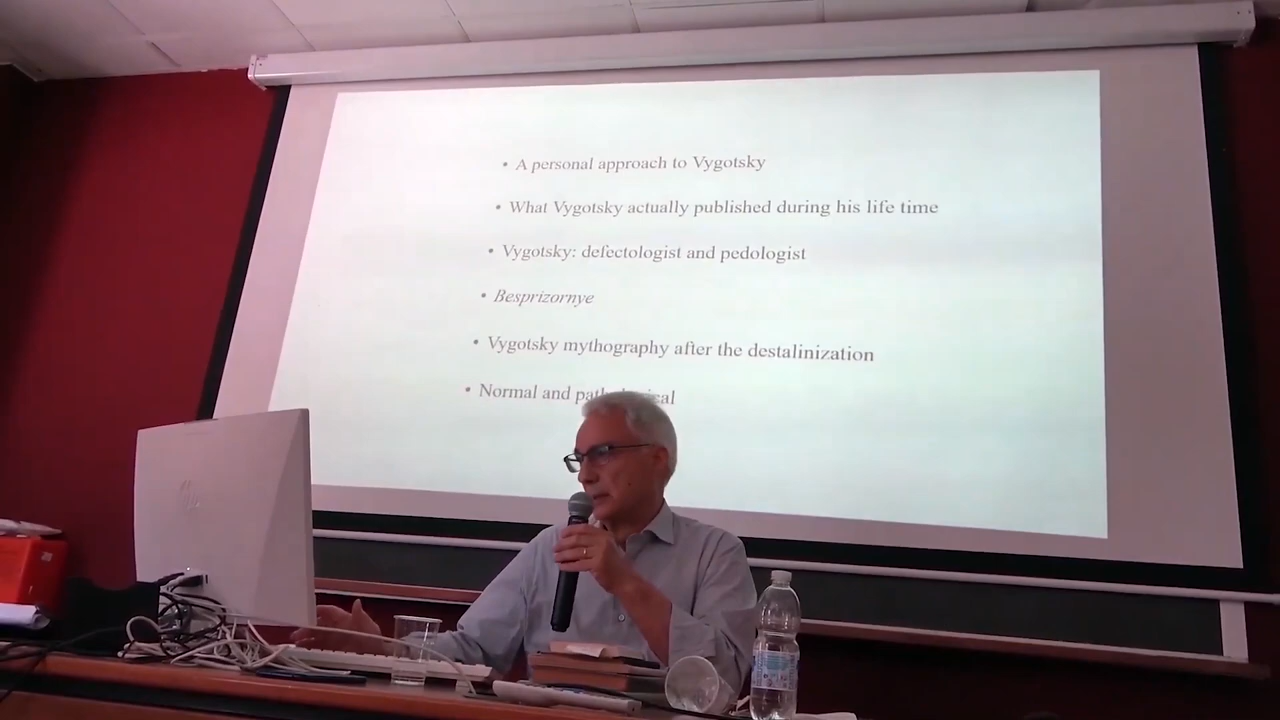 • A personal approach to Vygotsky
• What Vygotsky actually published during his life time
• Vygotsky: defectologist and pedologist
• Besprizornye
• Vygotsky mythography after the destalinization
• Normal and